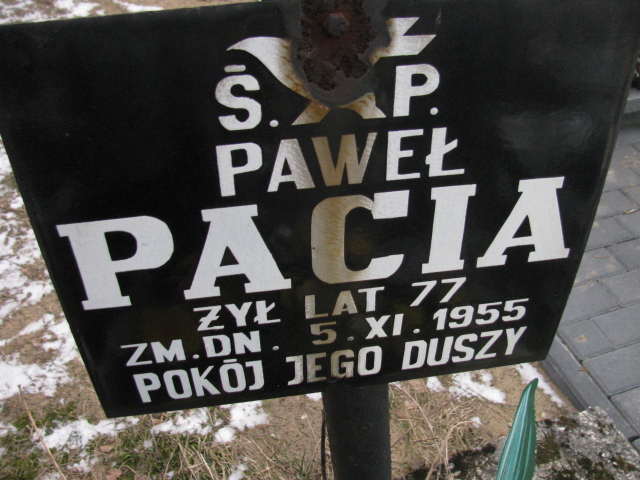 Ś. P.
PAWEŁ
PACIA
ŻYŁ LAT 77
ZM. DN. 5. XI. 1955
POKÓJ JEGO DUSZY